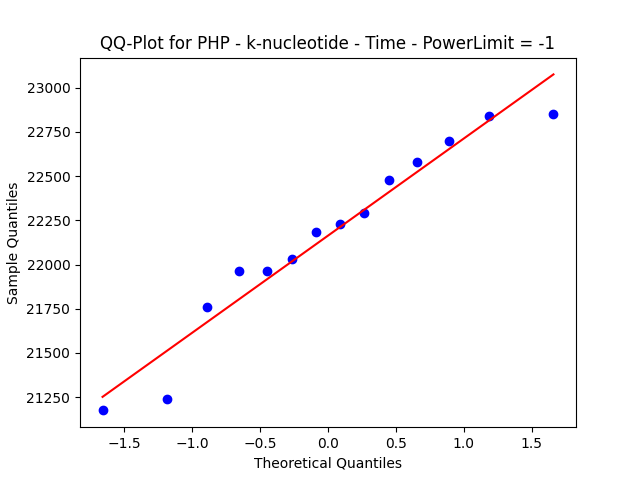 QQ-Plot for PHP - k-nucleotide - Time - PowerLimit = -1
Sample Quantiles
23000
22750
22500
22250
22000
21750
21500
21250
−1.5 −1.0 −0.5 0.0 0.5 1.0 1.5
Theoretical Quantiles